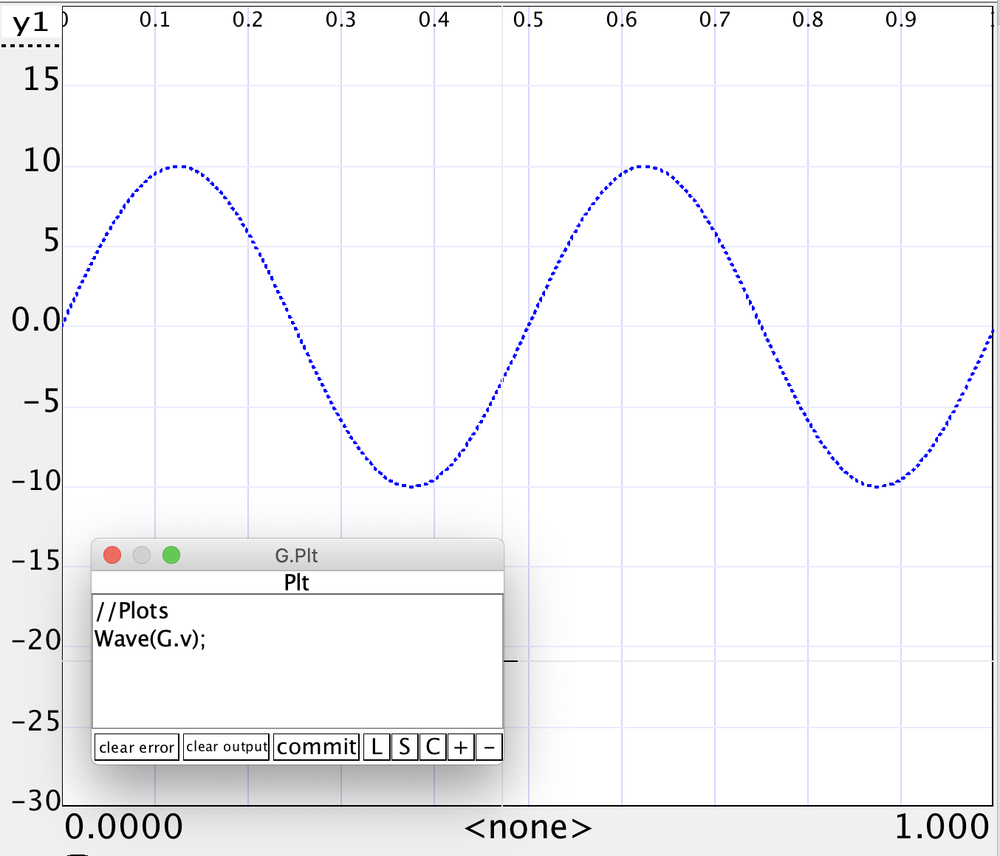 y1
0.1 0.2 0.3 0.4 0.5 0.6 0.7 0.8 0.9
15
10
5
0.0
-5
-10
-15
-20
-25
-30
G.Plt
Plt
//Plots
Wave(G.v);
clear error clear output commit L S C + -
0.0000 <none> 1.000